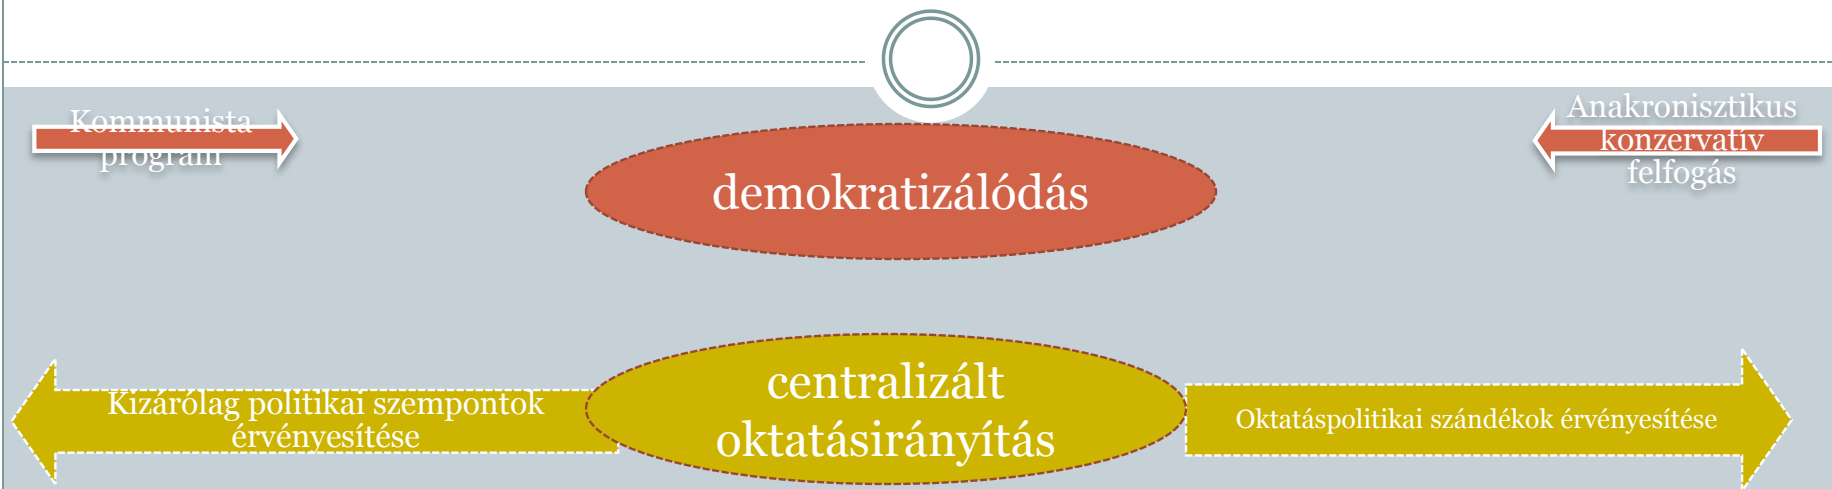 Kommunista
program
Anakronisztikus
konzervatív
felfogás
demokratizálódás
Kizárólag politikai szempontok
érvényesítése
centralizált
oktatásirányítás
Oktatáspolitikai szándékok érvényesítése